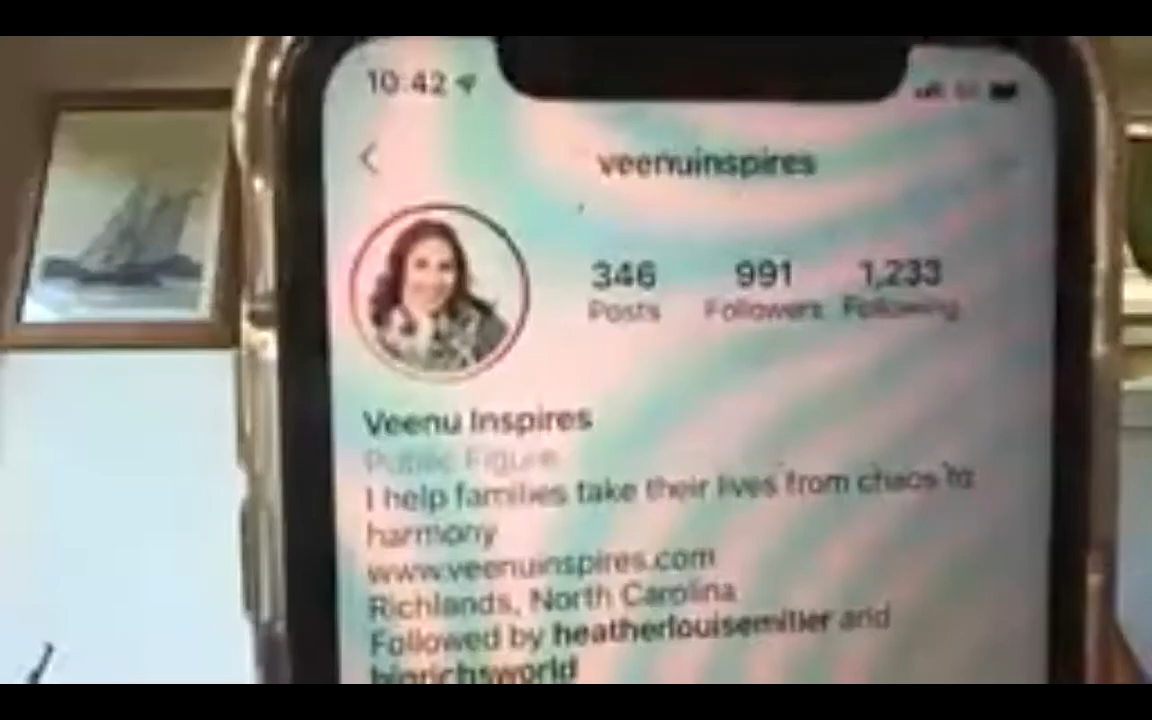 10:42
veenuinspires
346 991 1,233
Posts Followers Following
Veenu Inspires
Public Figure
I help families take their lives from chaos to
harmony
www.veenuinspires.com
Richlands, North Carolina
Followed by heatherlouisemiller and